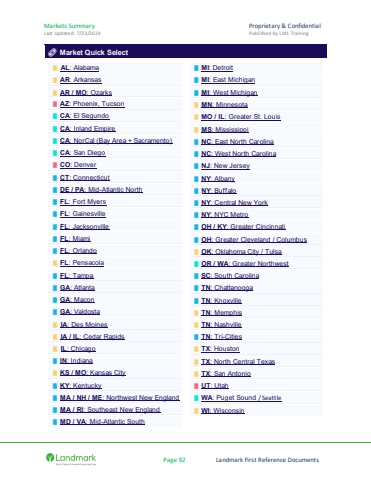 Markets Summary
Proprietary & Confidential
Last Updated: 7/23/2024
Published by LMK Training
Market Quick Select
AL: Alabama
AR: Arkansas
AR / MO: Ozarks
AZ: Phoenix, Tucson
CA: El Segundo
CA: Inland Empire
CA: NorCal (Bay Area + Sacramento)
CA: San Diego
CO: Denver
CT: Connecticut
DE / PA: Mid-Atlantic North
FL: Fort Myers
FL: Gainesville
FL: Jacksonville
FL: Miami
FL: Orlando
FL: Pensacola
FL: Tampa
GA: Atlanta
GA: Macon
GA: Valdosta
IA: Des Moines
IA / IL: Cedar Rapids
IL: Chicago
IN: Indiana
KS / MO: Kansas City
KY: Kentucky
MA / NH / ME: Northwest New England
MA / RI: Southeast New England
MD / VA: Mid-Atlantic South
MI: Detroit
MI: East Michigan
MI: West Michigan
MN: Minnesota
MO / IL: Greater St. Louis
MS: Mississippi
NC: East North Carolina
NC: West North Carolina
NJ: New Jersey
NY: Albany
NY: Buffalo
NY: Central New York
NY: NYC Metro
OH / KY: Greater Cincinnati
OH: Greater Cleveland / Columbus
OK: Oklahoma City / Tulsa
OR / WA: Greater Northwest
SC: South Carolina
TN: Chattanooga
TN: Knoxville
TN: Memphis
TN: Nashville
TN: Tri-Cities
TX: Houston
TX: North Central Texas
TX: San Antonio
UT: Utah
WA: Puget Sound / Seattle
WI: Wisconsin
Landmark
Page 92
Landmark First Reference Documents